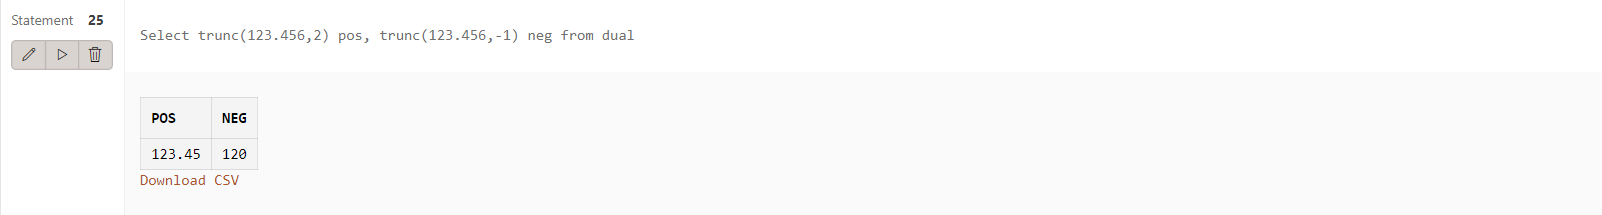 Statement 25
Select trunc(123.456,2) pos, trunc(123.456,-1) neg from dual
POS NEG
123.45 120
Download CSV